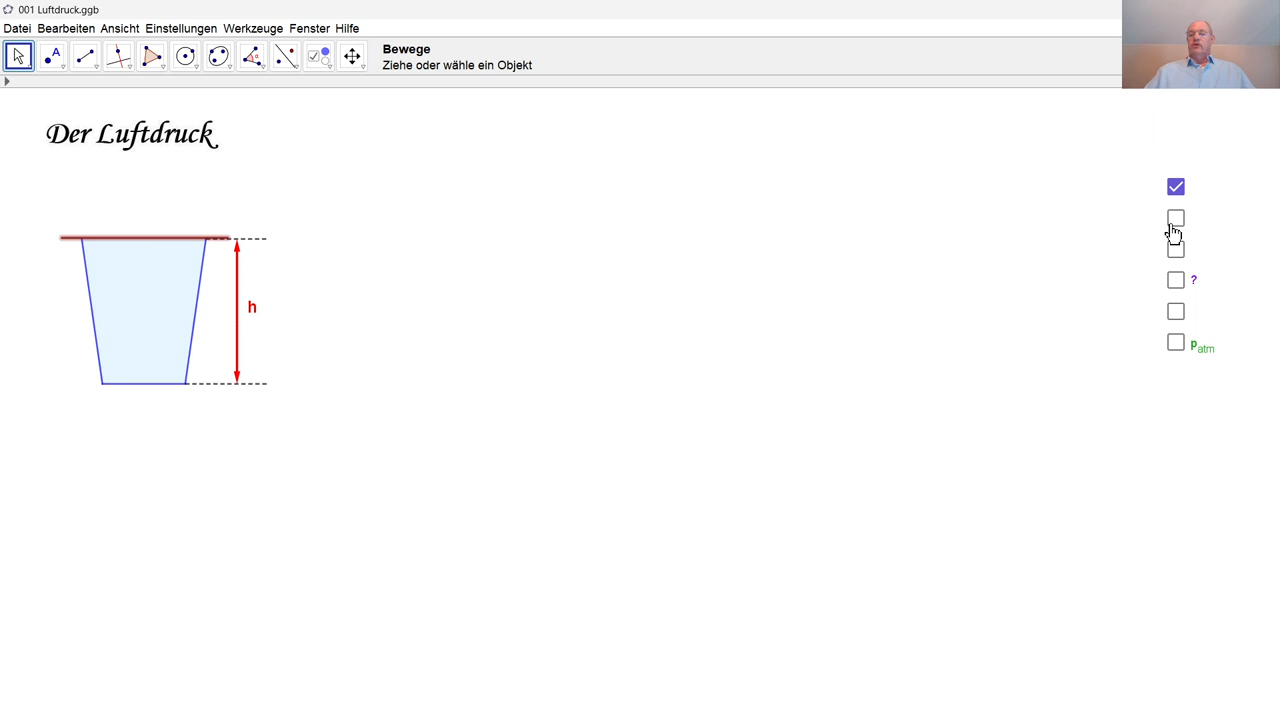 001 Luftdruck.ggb
Datei Bearbeiten Ansicht Einstellungen Werkzeuge Fenster Hilfe
A
Bewege
Ziehe oder wähle ein Objekt
Der Luftdruck
h
?
patm